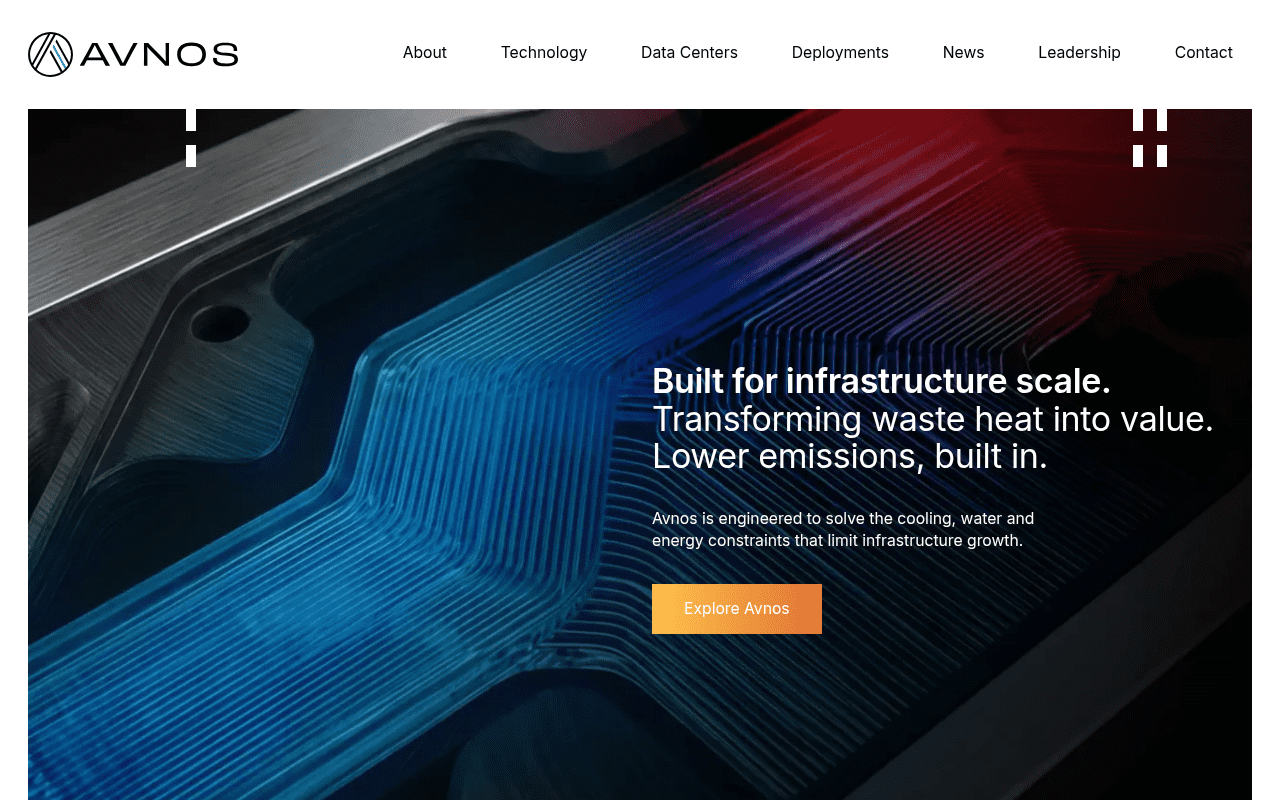 AVNOS
About
Technology
Data Centers
Deployments
News
Leadership
Contact
Built for infrastructure scale.
Transforming waste heat into value.
Lower emissions, built in.
Avnos is engineered to solve the cooling, water and
energy constraints that limit infrastructure growth.
Explore Avnos